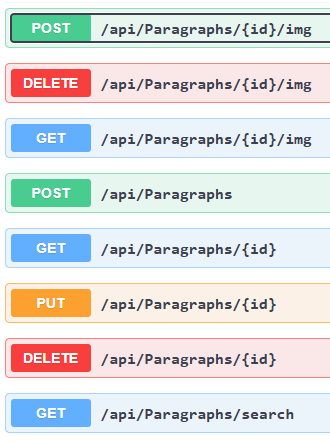 POST /api/Paragraphs/{id}/img
DELETE /api/Paragraphs/{id}/img
GET /api/Paragraphs/{id}/img
POST /api/Paragraphs
GET /api/Paragraphs/{id}
PUT /api/Paragraphs/{id}
DELETE /api/Paragraphs/{id}
GET /api/Paragraphs/search